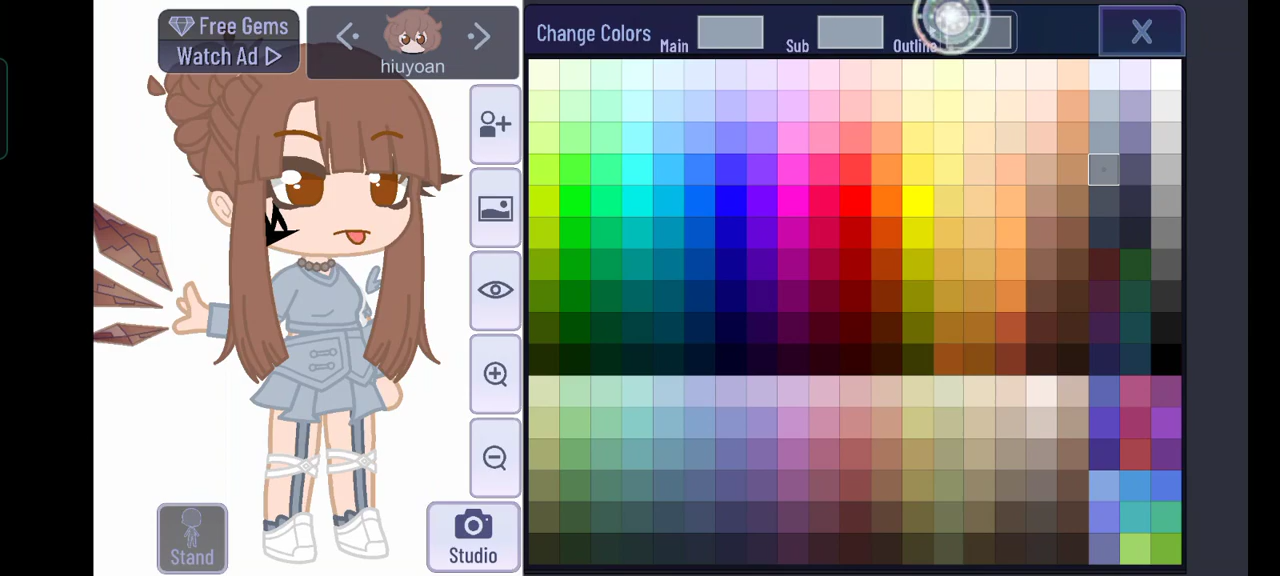 Free Gems
Watch Ad
hiuyoan
Change Colors
Main
Sub
Outline
X
Stand
Studio